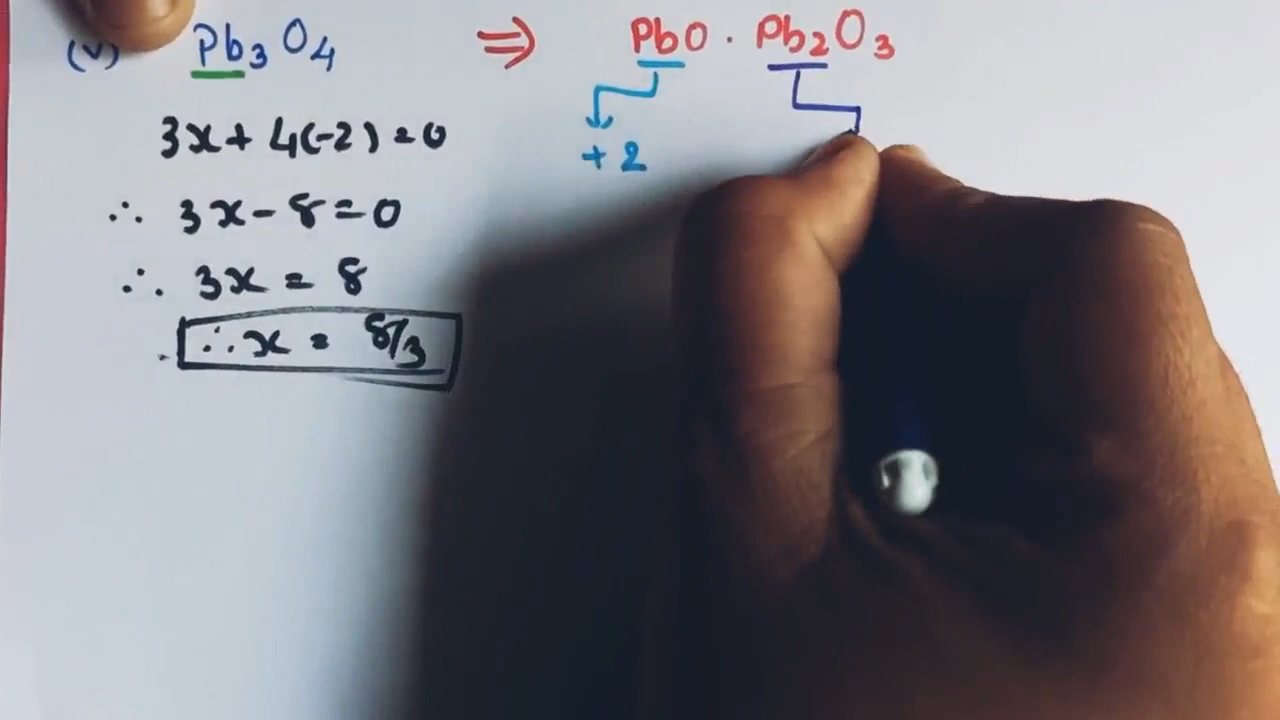 (v) Pb₃O₄ ⇒ PbO · Pb₂O₃
+2
3x + 4(-2) = 0
∴ 3x - 8 = 0
∴ 3x = 8
∴ x = 8/3